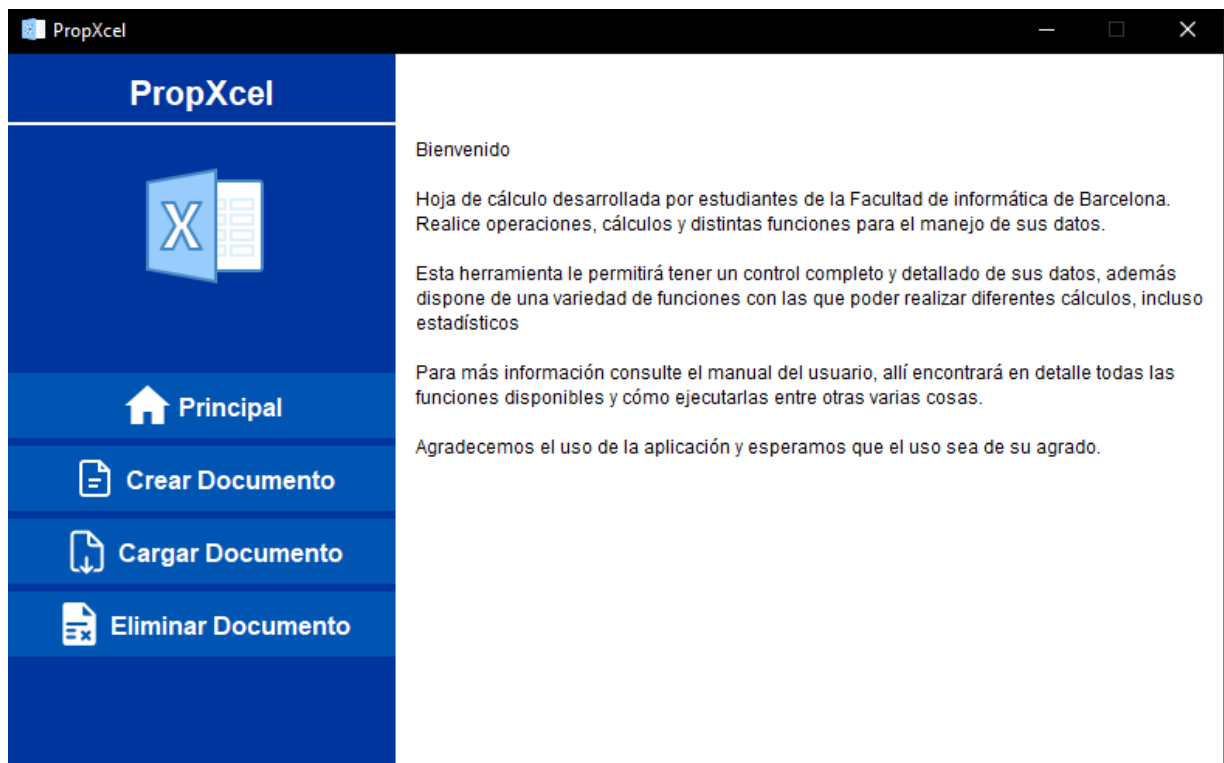 PropXcel
PropXcel
X
Principal
Crear Documento
Cargar Documento
Eliminar Documento
Bienvenido
Hoja de cálculo desarrollada por estudiantes de la Facultad de informática de Barcelona.
Realice operaciones, cálculos y distintas funciones para el manejo de sus datos.
Esta herramienta le permitirá tener un control completo y detallado de sus datos, además
dispone de una variedad de funciones con las que poder realizar diferentes cálculos, incluso
estadísticos
Para más información consulte el manual del usuario, allí encontrará en detalle todas las
funciones disponibles y cómo ejecutarlas entre otras varias cosas.
Agradecemos el uso de la aplicación y esperamos que el uso sea de su agrado.